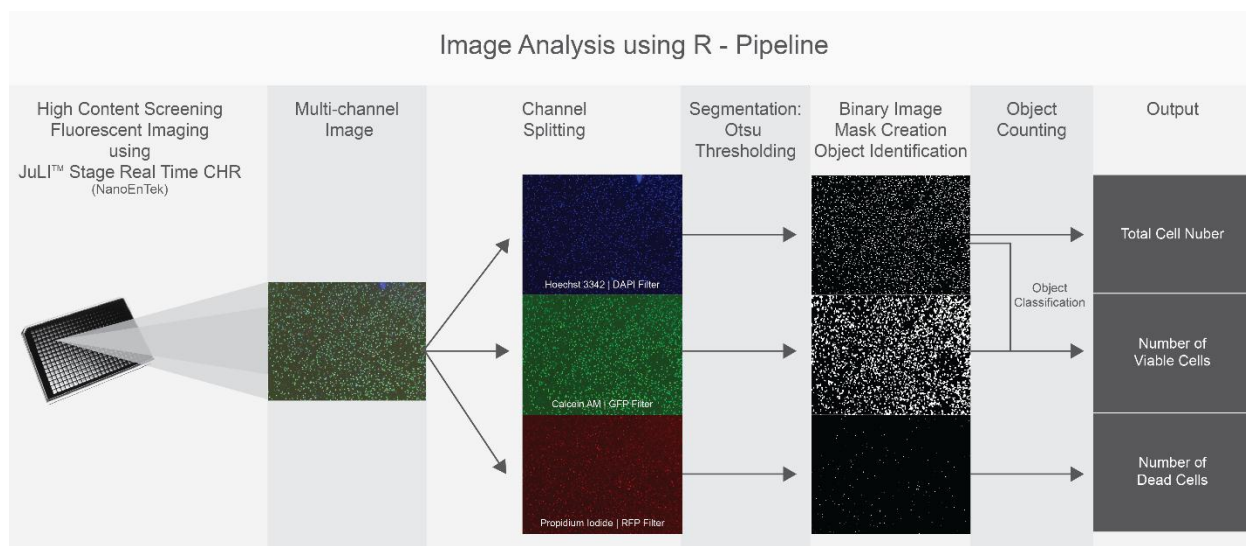 Image Analysis using R - Pipeline
High Content Screening
Fluorescent Imaging
using
JuLI™ Stage Real Time CHR
(NanoEnTek)
Multi-channel
Image
Channel
Splitting
Segmentation:
Otsu
Thresholding
Binary Image
Mask Creation
Object Identification
Object
Counting
Output
Hoechst 3342 | DAPI Filter
Calcein AM | GFP Filter
Propidium Iodide | RFP Filter
Object
Classification
Total Cell Nuber
Number of
Viable Cells
Number of
Dead Cells